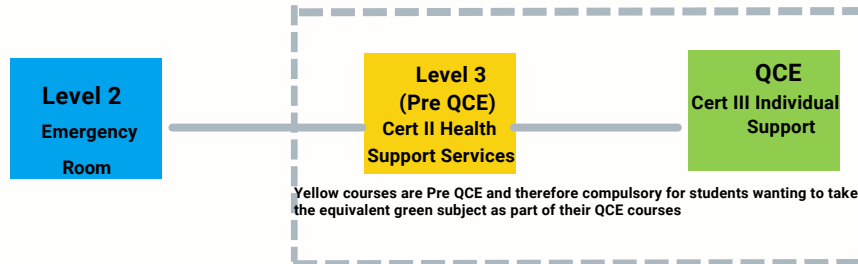 Level 2
Emergency
Room
Level 3
(Pre QCE)
Cert II Health
Support Services
QCE
Cert III Individual
Support
Yellow courses are Pre QCE and therefore compulsory for students wanting to take
the equivalent green subject as part of their QCE courses